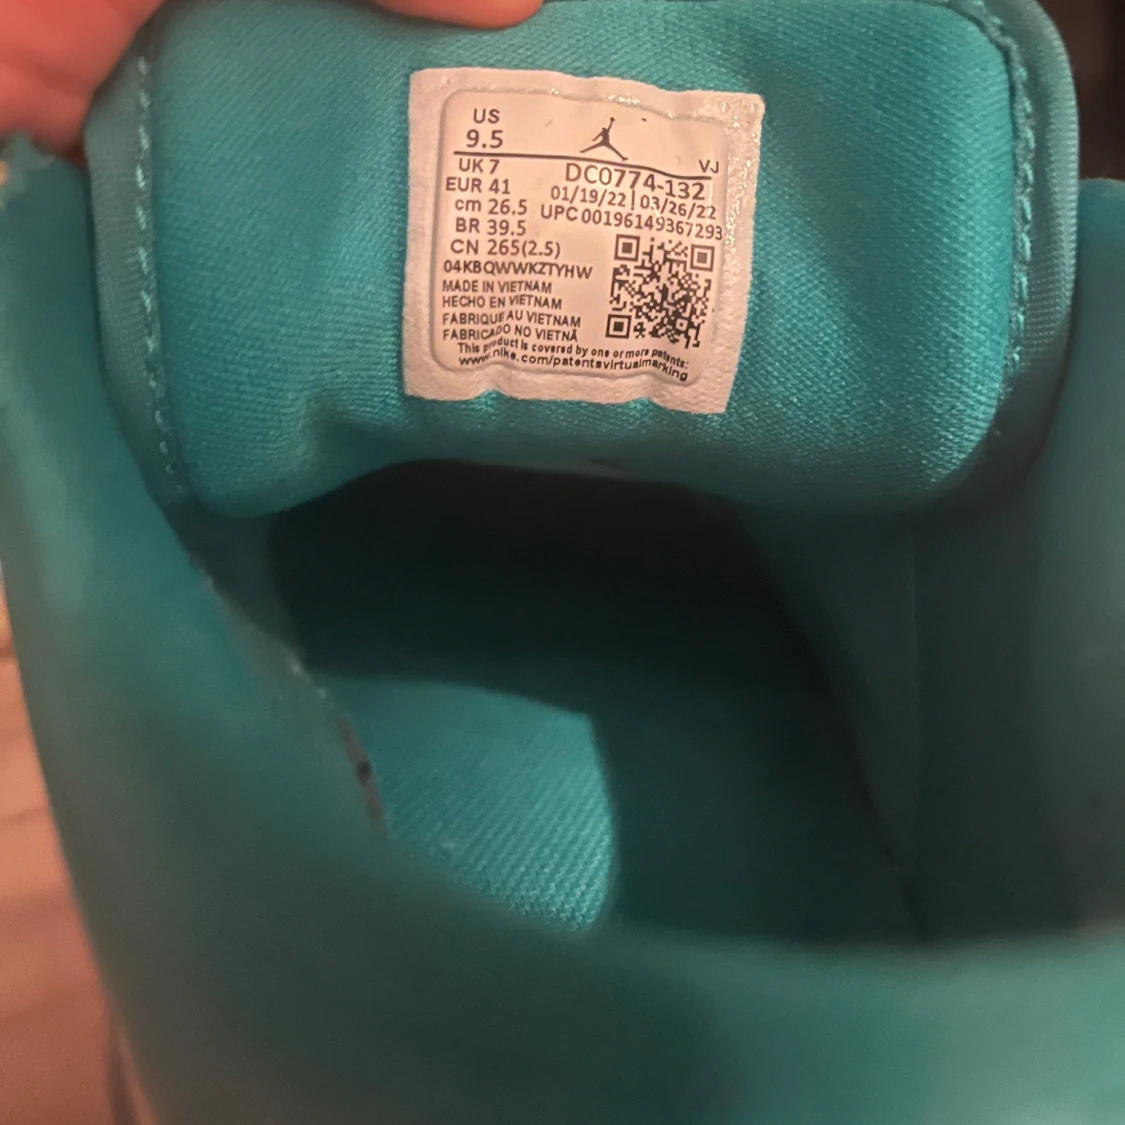 US
9.5
VJ
UK 7
DC0774-132
EUR 41
01/19/22 | 03/26/22
cm 26.5
UPC 00196149367293
BR 39.5
CN 265(2.5)
04KBQWWKZTYHW
MADE IN VIETNAM
HECHO EN VIETNAM
FABRIQUE AU VIETNAM
FABRICADO NO VIETNÃ
This product is covered by one or more patents:
www.nike.com/patentsvirtualmarking